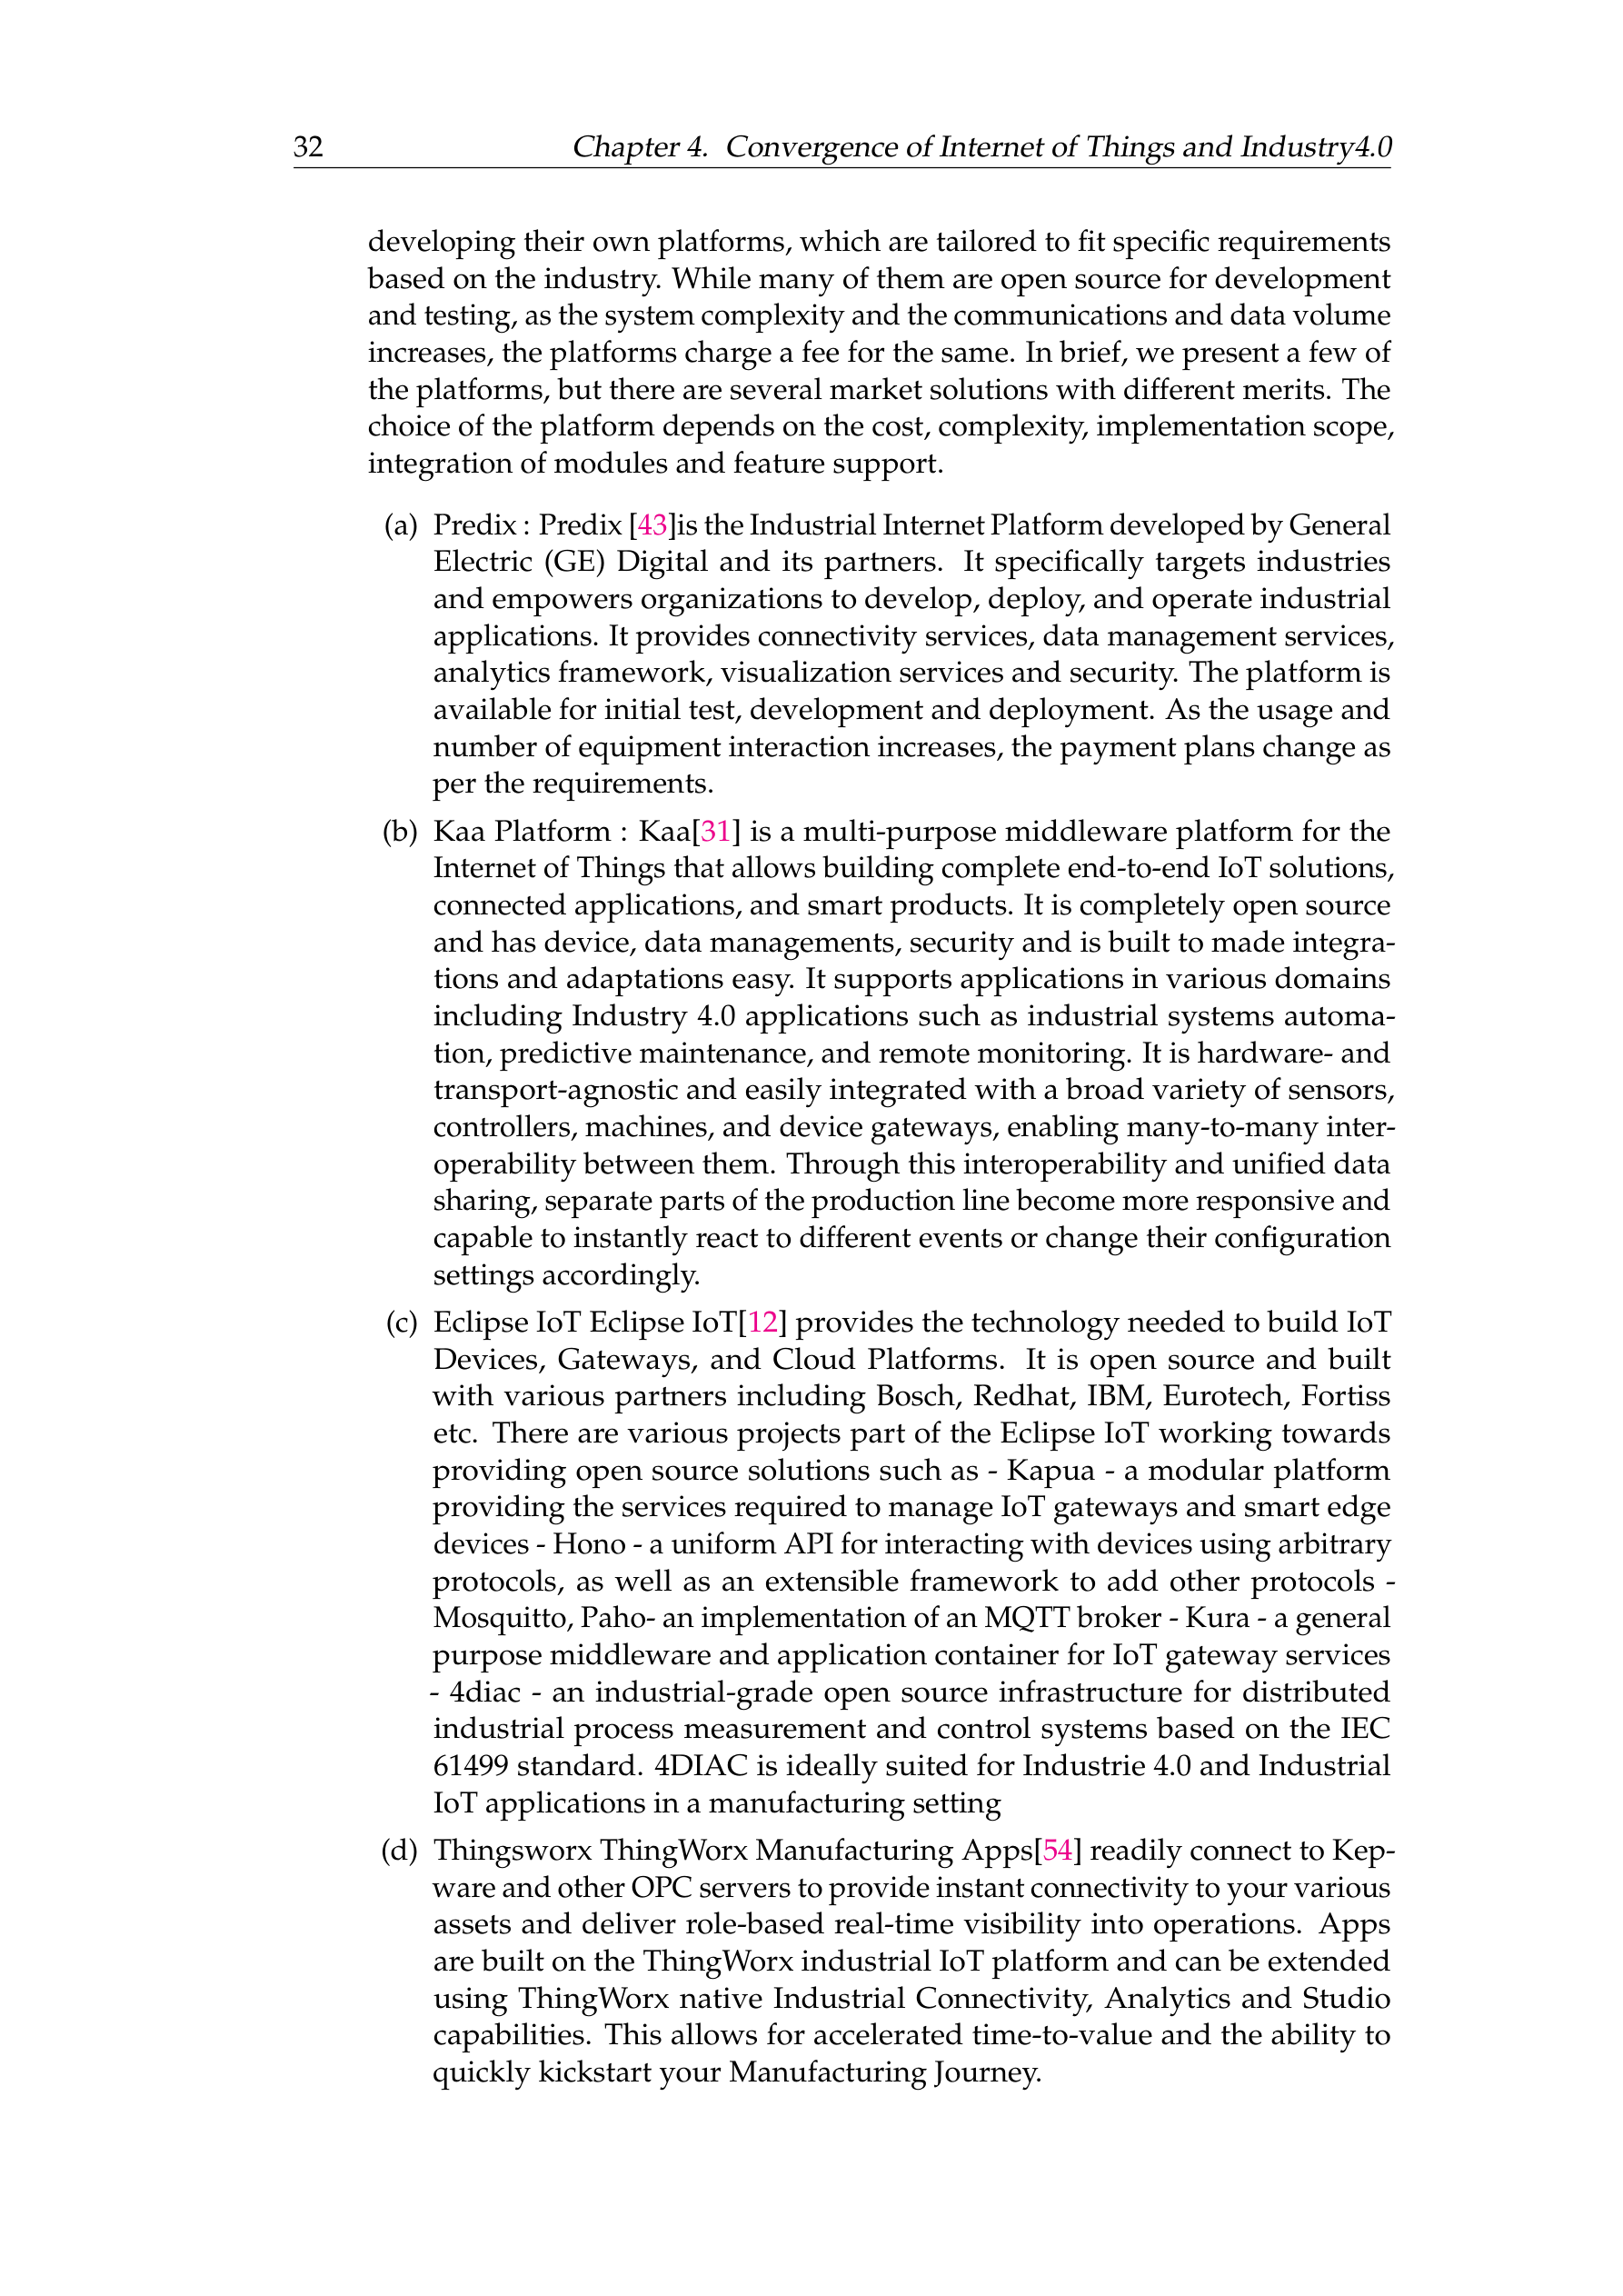 32 Chapter 4. Convergence of Internet of Things and Industry4.0
developing their own platforms, which are tailored to fit specific requirements
based on the industry. While many of them are open source for development
and testing, as the system complexity and the communications and data volume
increases, the platforms charge a fee for the same. In brief, we present a few of
the platforms, but there are several market solutions with different merits. The
choice of the platform depends on the cost, complexity, implementation scope,
integration of modules and feature support.
(a) Predix : Predix [43]is the Industrial Internet Platform developed by General
Electric (GE) Digital and its partners. It specifically targets industries
and empowers organizations to develop, deploy, and operate industrial
applications. It provides connectivity services, data management services,
analytics framework, visualization services and security. The platform is
available for initial test, development and deployment. As the usage and
number of equipment interaction increases, the payment plans change as
per the requirements.
(b) Kaa Platform : Kaa[31] is a multi-purpose middleware platform for the
Internet of Things that allows building complete end-to-end IoT solutions,
connected applications, and smart products. It is completely open source
and has device, data managements, security and is built to made integra-
tions and adaptations easy. It supports applications in various domains
including Industry 4.0 applications such as industrial systems automa-
tion, predictive maintenance, and remote monitoring. It is hardware- and
transport-agnostic and easily integrated with a broad variety of sensors,
controllers, machines, and device gateways, enabling many-to-many inter-
operability between them. Through this interoperability and unified data
sharing, separate parts of the production line become more responsive and
capable to instantly react to different events or change their configuration
settings accordingly.
(c) Eclipse IoT Eclipse IoT[12] provides the technology needed to build IoT
Devices, Gateways, and Cloud Platforms. It is open source and built
with various partners including Bosch, Redhat, IBM, Eurotech, Fortiss
etc. There are various projects part of the Eclipse IoT working towards
providing open source solutions such as - Kapua - a modular platform
providing the services required to manage IoT gateways and smart edge
devices - Hono - a uniform API for interacting with devices using arbitrary
protocols, as well as an extensible framework to add other protocols -
Mosquitto, Paho- an implementation of an MQTT broker - Kura - a general
purpose middleware and application container for IoT gateway services
- 4diac - an industrial-grade open source infrastructure for distributed
industrial process measurement and control systems based on the IEC
61499 standard. 4DIAC is ideally suited for Industrie 4.0 and Industrial
IoT applications in a manufacturing setting
(d) Thingsworx ThingWorx Manufacturing Apps[54] readily connect to Kep-
ware and other OPC servers to provide instant connectivity to your various
assets and deliver role-based real-time visibility into operations. Apps
are built on the ThingWorx industrial IoT platform and can be extended
using ThingWorx native Industrial Connectivity, Analytics and Studio
capabilities. This allows for accelerated time-to-value and the ability to
quickly kickstart your Manufacturing Journey.